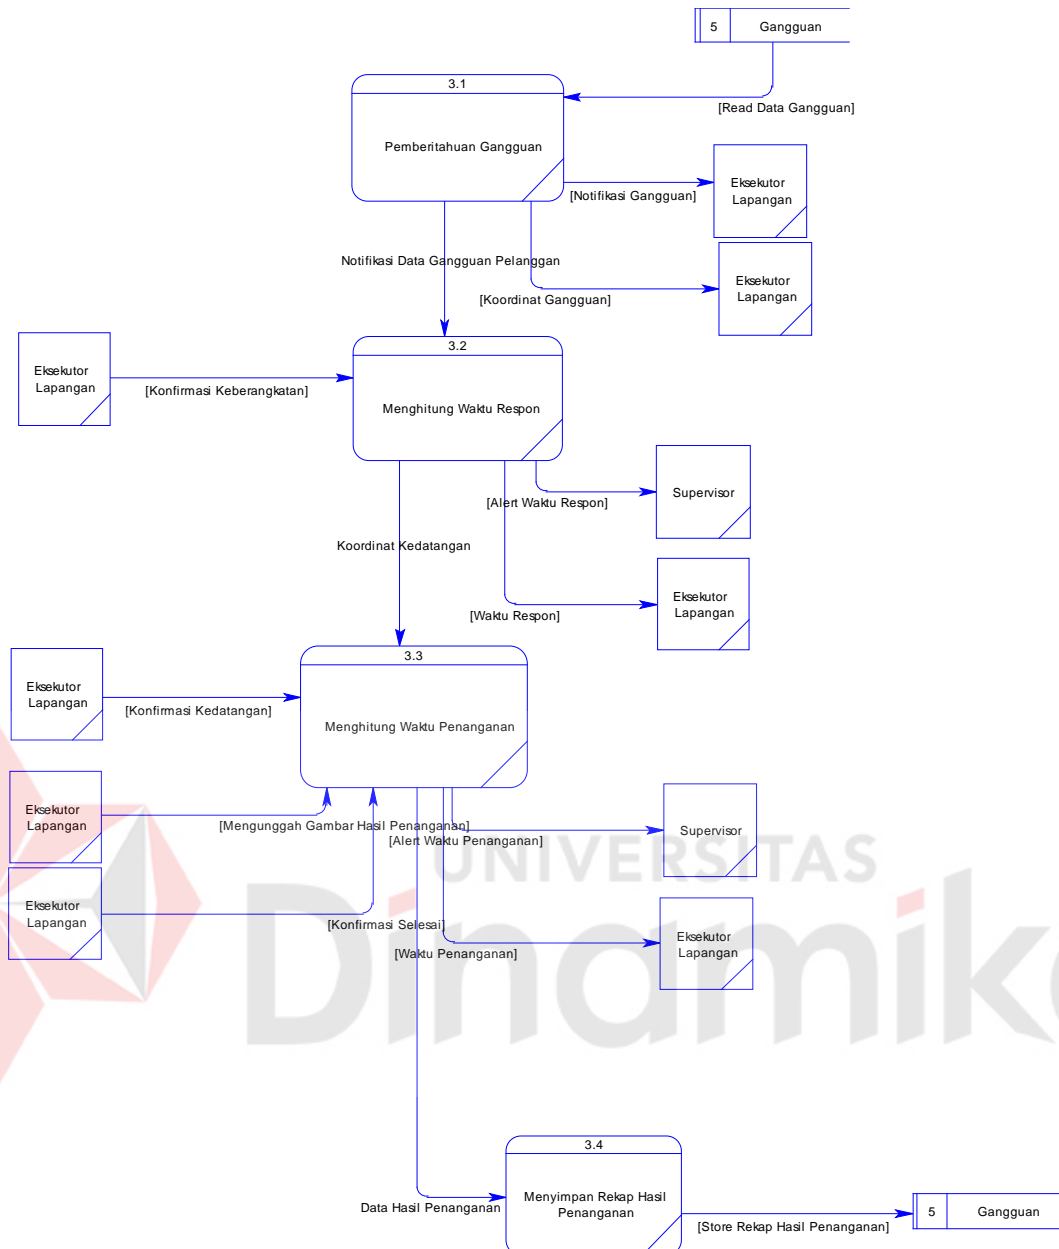 5 Gangguan
3.1
[Read Data Gangguan]
Pemberitahuan Gangguan
Eksekutor
Lapangan
[Notifikasi Gangguan]
Notifikasi Data Gangguan Pelanggan
Eksekutor
Lapangan
[Koordinat Gangguan]
3.2
Eksekutor
Lapangan
[Konfirmasi Keberangkatan]
Menghitung Waktu Respon
Supervisor
[Alert Waktu Respon]
Koordinat Kedatangan
Eksekutor
Lapangan
[Waktu Respon]
3.3
Eksekutor
Lapangan
[Konfirmasi Kedatangan]
Menghitung Waktu Penanganan
Eksekutor
Lapangan
[Mengunggah Gambar Hasil Penanganan]
Supervisor
[Alert Waktu Penanganan]
UNIVERSITAS
Dinamika
Eksekutor
Lapangan
[Konfirmasi Selesai]
Eksekutor
Lapangan
[Waktu Penanganan]
3.4
Data Hasil Penanganan
Menyimpan Rekap Hasil
Penanganan
[Store Rekap Hasil Penanganan]
5 Gangguan